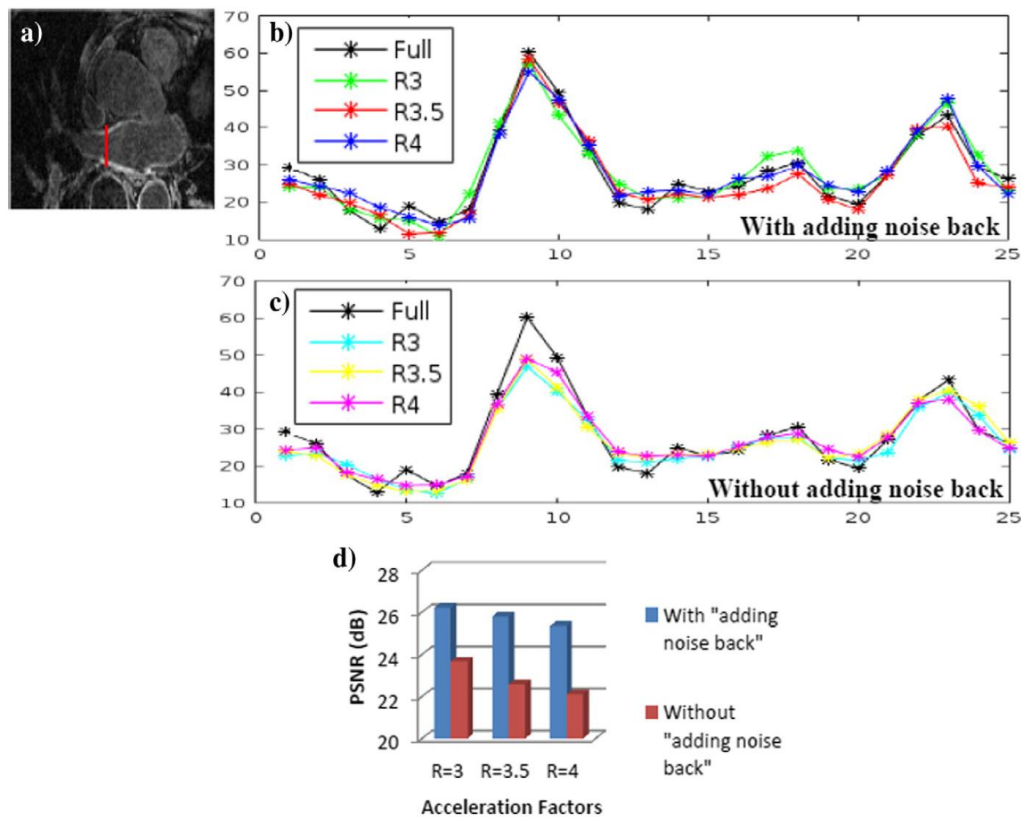 a)
b)
70
60
50
40
30
20
10
Full
R3
R3.5
R4
With adding noise back
0
5
10
15
20
25
c)
70
60
50
40
30
20
10
Full
R3
R3.5
R4
Without adding noise back
0
5
10
15
20
25
d)
PSNR (dB)
28
26
24
22
20
R=3
R=3.5
R=4
Acceleration Factors
With "adding
noise back"
Without
"adding noise
back"